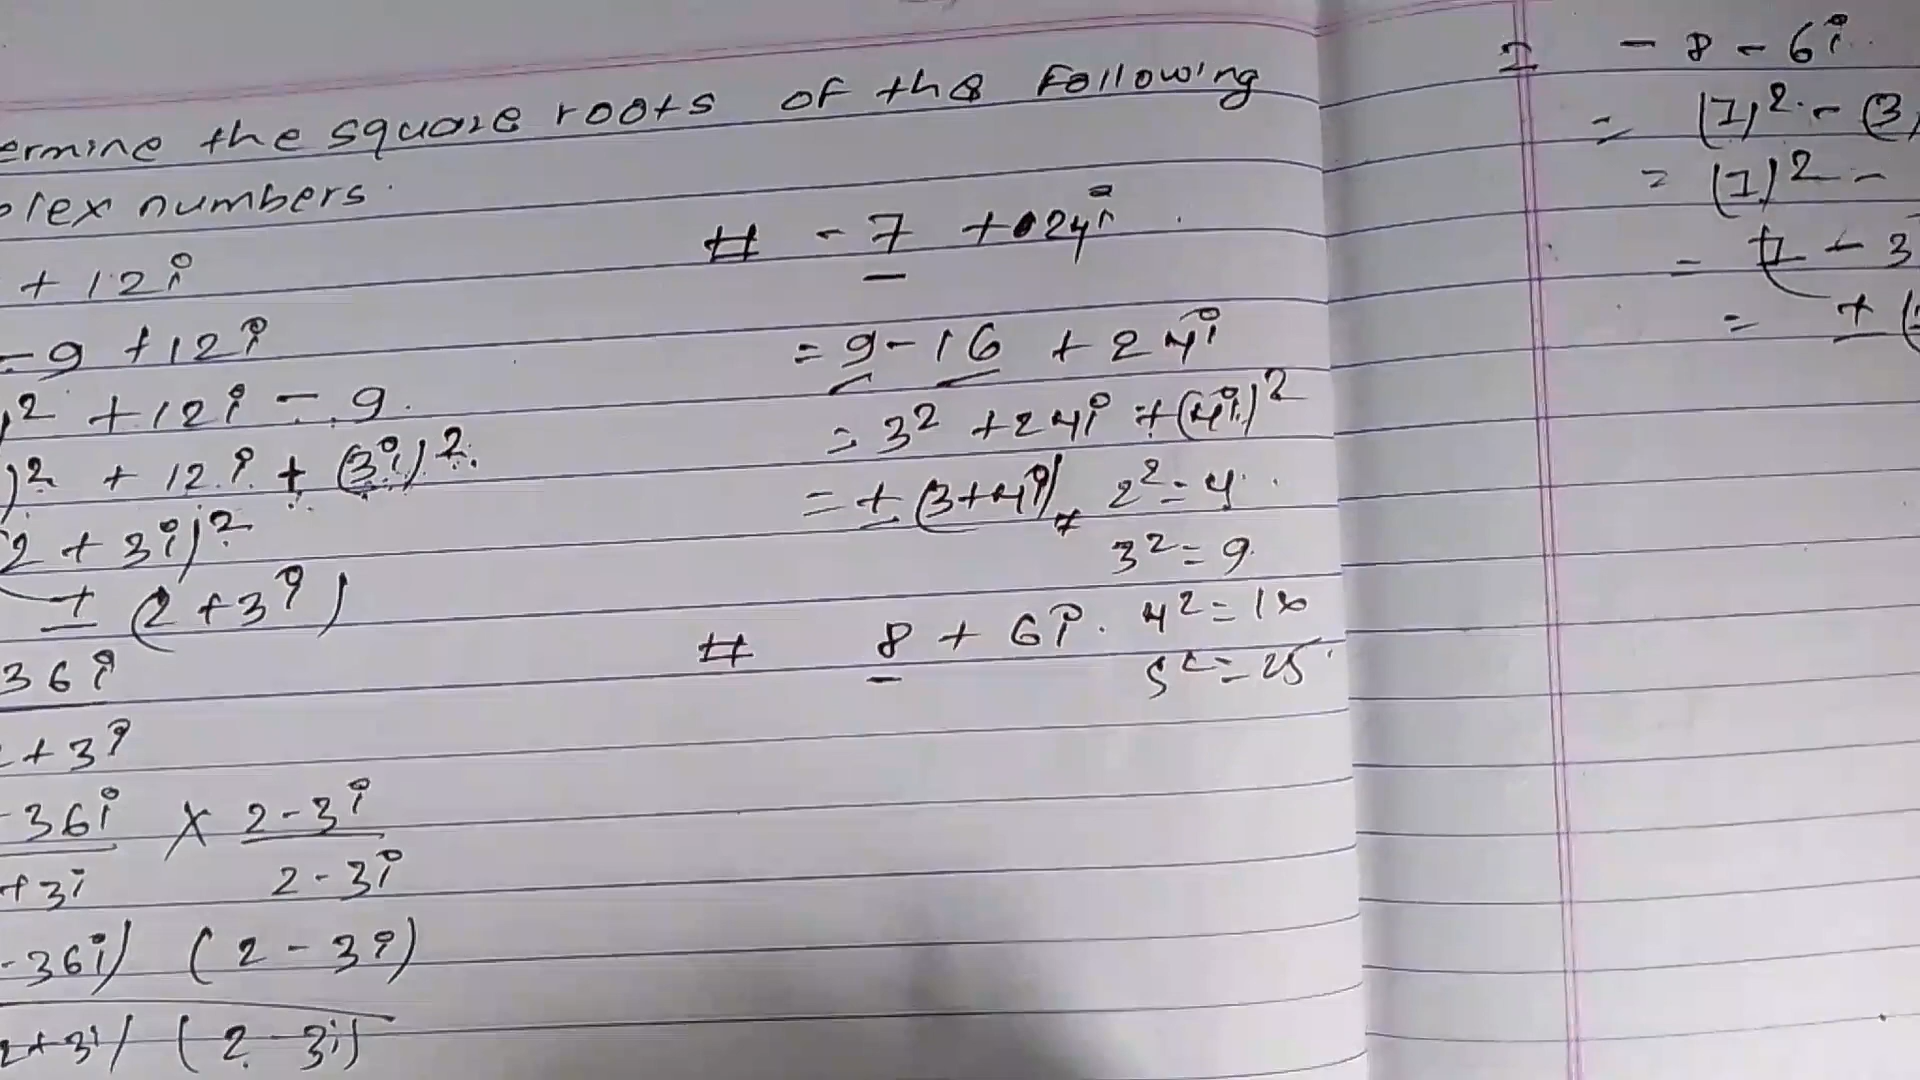 ermine the square roots of the following
plex numbers.
+ 12i
- 9 + 12i
)² + 12i - 9.
)² + 12i + (3i)².
(2 + 3i)²
± (2 + 3i)
36i
2 + 3i
- 36i × 2 - 3i
+ 3i 2 - 3i
- 36i) (2 - 3i)
2 + 3i) (2 - 3i)
# - 7 + 24i
= 9 - 16 + 24i
= 3² + 24i + (4i)²
= ± (3 + 4i)
2² = 4
3² = 9
4² = 16
5² = 25
# 8 + 6i.
- 8 - 6i
= (1)² - (3
= (1)² -
= 1 - 3
= ± (